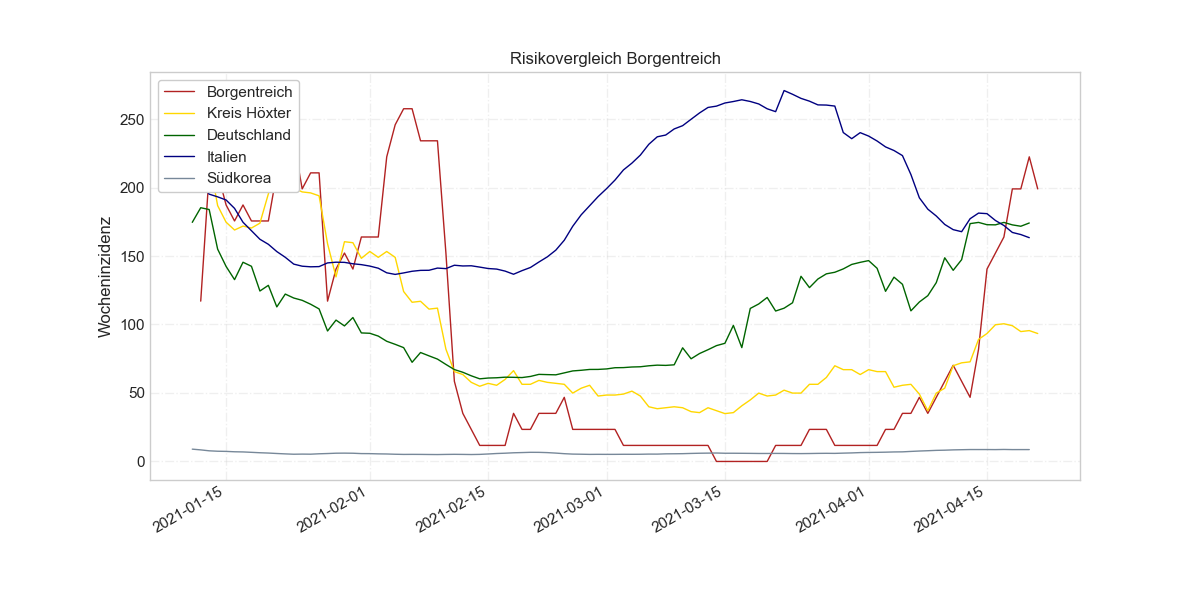 Risikovergleich Borgentreich
Borgentreich
Kreis Höxter
Deutschland
Italien
Südkorea
Wocheninzidenz
250
200
150
100
50
0
2021-01-15
2021-02-01
2021-02-15
2021-03-01
2021-03-15
2021-04-01
2021-04-15